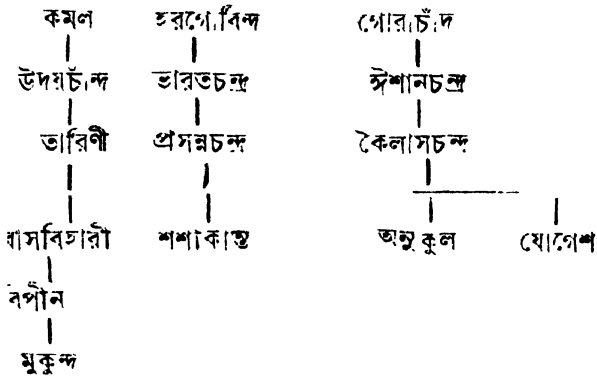 কমল হরগোবিন্দ গোরাচাঁদ
উদয়চাঁন্দ ভারতচন্দ্র ঈশানচন্দ্র
তারিণী প্রসন্নচন্দ্র কৈলাসচন্দ্র
রাসবিহারী শশীকান্ত অনুকুল যোগেশ
বিপীন
মুকুন্দ